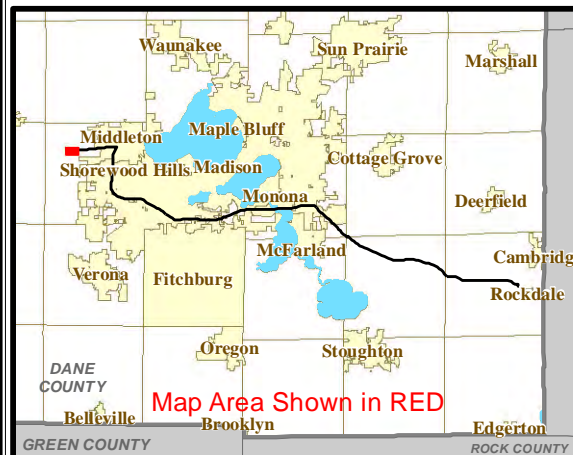 Waunakee
Sun Prairie
Marshall
Middleton
Maple Bluff
Shorewood Hills
Madison
Cottage Grove
Monona
Deerfield
McFarland
Cambridg
Verona
Fitchburg
Rockdale
Oregon
Stoughton
DANE
COUNTY
Map Area Shown in RED
Belleville
Brooklyn
Edgerton
GREEN COUNTY
ROCK COUNTY